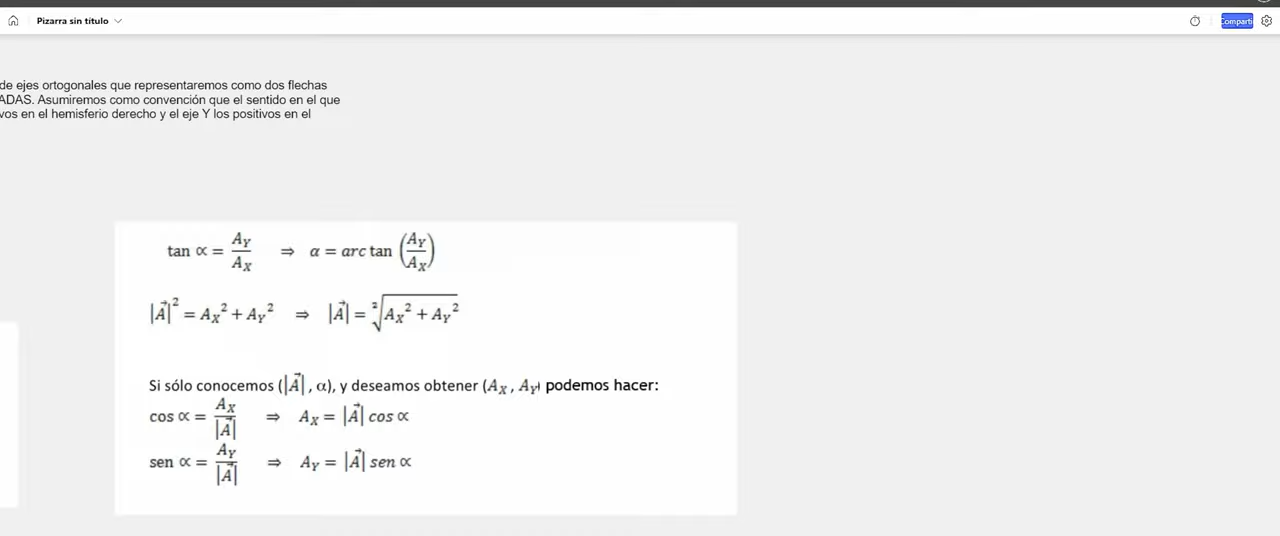 Pizarra sin título
Comparti
de ejes ortogonales que representaremos como dos flechas
ADAS. Asumiremos como convención que el sentido en el que
vos en el hemisferio derecho y el eje Y los positivos en el
tan ∝ = A_Y / A_X ⇒ α = arc tan (A_Y / A_X)
|A⃗|² = A_X² + A_Y² ⇒ |A⃗| = ²√(A_X² + A_Y²)
Si sólo conocemos (|A⃗| , α), y deseamos obtener (A_X , A_Y) podemos hacer:
cos ∝ = A_X / |A⃗| ⇒ A_X = |A⃗| cos ∝
sen ∝ = A_Y / |A⃗| ⇒ A_Y = |A⃗| sen ∝